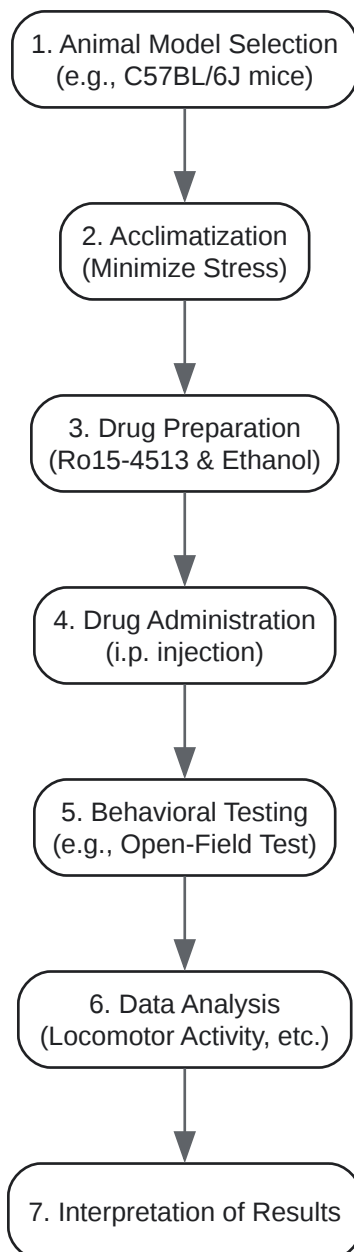 1. Animal Model Selection
(e.g., C57BL/6J mice)
2. Acclimatization
(Minimize Stress)
3. Drug Preparation
(Ro15-4513 & Ethanol)
4. Drug Administration
(i.p. injection)
5. Behavioral Testing
(e.g., Open-Field Test)
6. Data Analysis
(Locomotor Activity, etc.)
7. Interpretation of Results